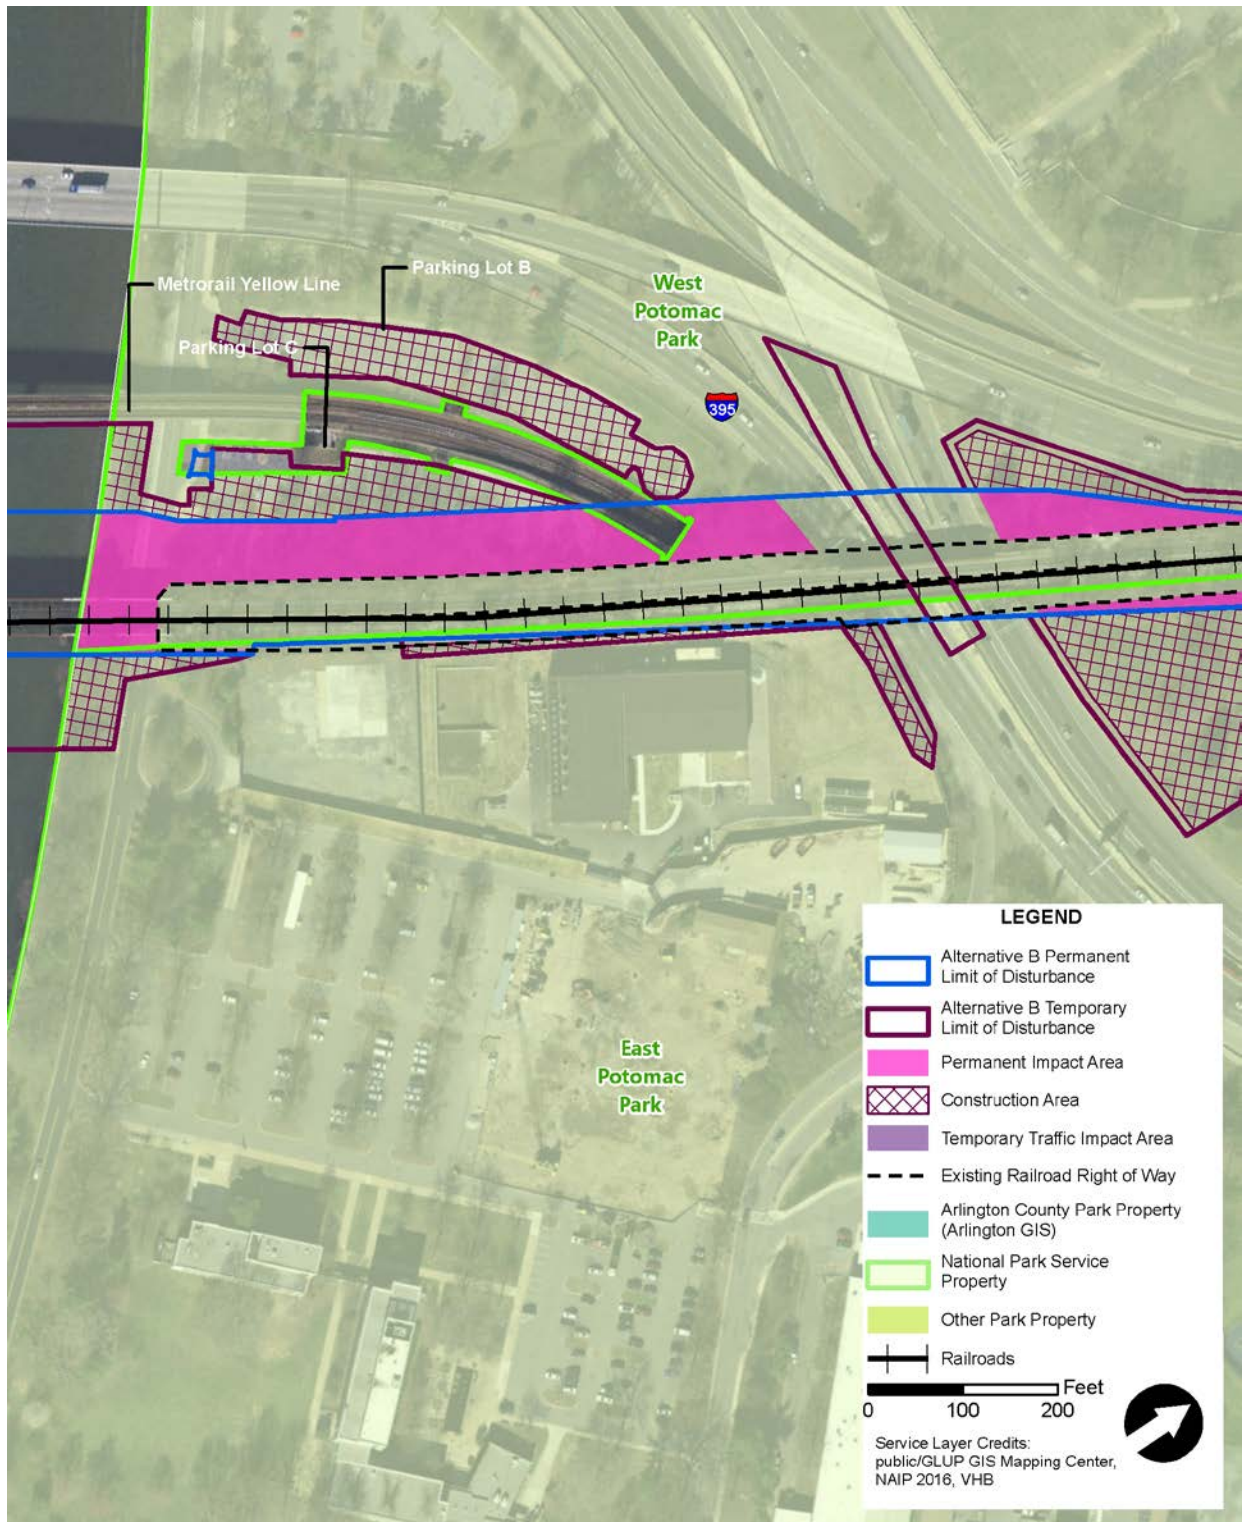 Parking Lot B
Metrorail Yellow Line
West
Potomac
Park
Parking Lot C
395
East
Potomac
Park
LEGEND
Alternative B Permanent
Limit of Disturbance
Alternative B Temporary
Limit of Disturbance
Permanent Impact Area
Construction Area
Temporary Traffic Impact Area
Existing Railroad Right of Way
Arlington County Park Property
(Arlington GIS)
National Park Service
Property
Other Park Property
Railroads
Feet
0 100 200
Service Layer Credits:
public/GLUP GIS Mapping Center,
NAIP 2016, VHB